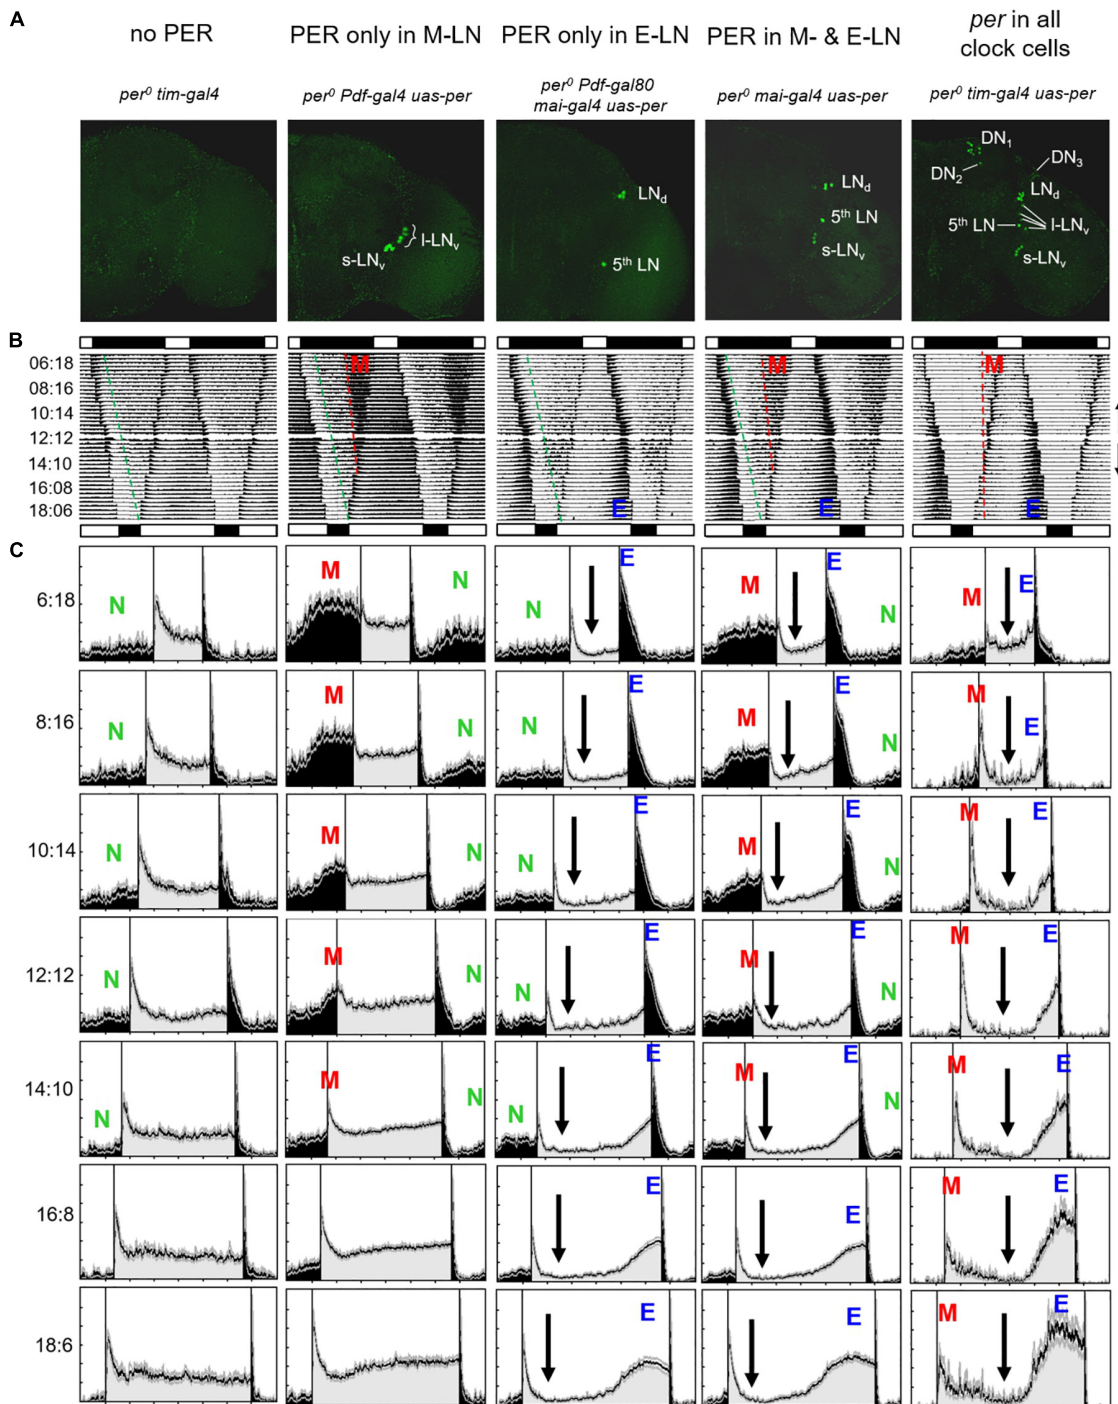 A
no PER
PER only in M-LN
PER only in E-LN
PER in M- & E-LN
per in all
clock cells
per⁰ tim-gal4
per⁰ Pdf-gal4 uas-per
per⁰ Pdf-gal80
mai-gal4 uas-per
per⁰ mai-gal4 uas-per
per⁰ tim-gal4 uas-per
s-LNv
l-LNv
LNd
5th LN
LNd
5th LN
s-LNv
DN1
DN2
DN3
LNd
5th LN
l-LNv
s-LNv
B
06:18
08:16
10:14
12:12
14:10
16:08
18:06
M
E
M
E
M
E
C
6:18
N
M
N
N
E
M
E
N
M
E
8:16
N
M
N
N
E
M
E
N
M
E
10:14
N
M
N
N
E
M
E
N
M
E
12:12
N
M
N
N
E
M
E
N
M
E
14:10
N
M
N
N
E
M
E
N
M
E
16:8
E
E
M
E
18:6
E
E
M
E